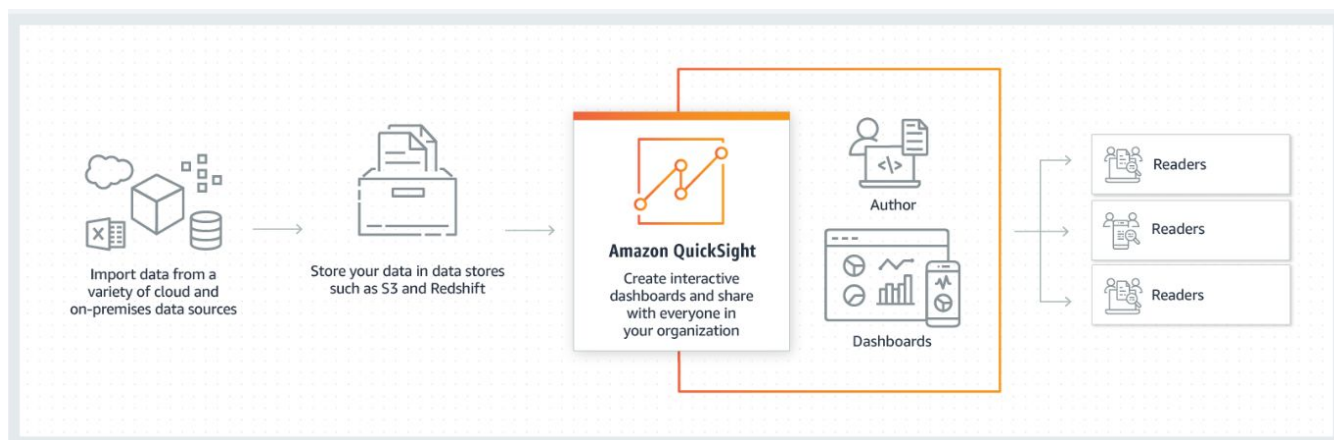 Import data from a
variety of cloud and
on-premises data sources
Store your data in data stores
such as S3 and Redshift
Amazon QuickSight
Create interactive
dashboards and share
with everyone in
your organization
</>
Author
Dashboards
Readers
Readers
Readers